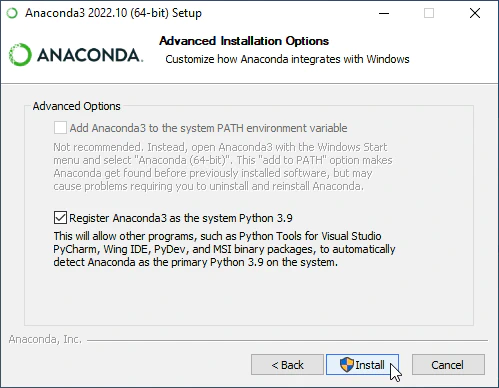 Anaconda3 2022.10 (64-bit) Setup
ANACONDA.
Advanced Installation Options
Customize how Anaconda integrates with Windows
Advanced Options
Add Anaconda3 to the system PATH environment variable
Not recommended. Instead, open Anaconda3 with the Windows Start
menu and select "Anaconda (64-bit)". This "add to PATH" option makes
Anaconda get found before previously installed software, but may
cause problems requiring you to uninstall and reinstall Anaconda.
Register Anaconda3 as the system Python 3.9
This will allow other programs, such as Python Tools for Visual Studio
PyCharm, Wing IDE, PyDev, and MSI binary packages, to automatically
detect Anaconda as the primary Python 3.9 on the system.
Anaconda, Inc.
< Back
Install
Cancel